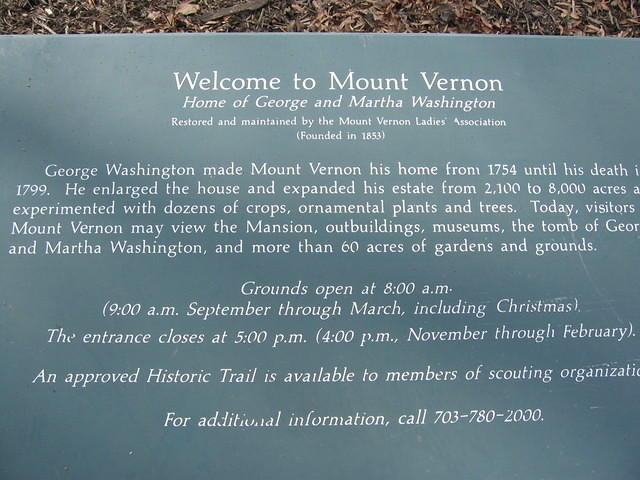 Welcome to Mount Vernon
Home of George and Martha Washington
Restored and maintained by the Mount Vernon Ladies' Association
(Founded in 1853)
George Washington made Mount Vernon his home from 1754 until his death i
1799. He enlarged the house and expanded his estate from 2,100 to 8,000 acres a
experimented with dozens of crops, ornamental plants and trees. Today, visitors
Mount Vernon may view the Mansion, outbuildings, museums, the tomb of Geor
and Martha Washington, and more than 60 acres of gardens and grounds.
Grounds open at 8:00 a.m.
(9:00 a.m. September through March, including Christmas).
The entrance closes at 5:00 p.m. (4:00 p.m., November through February).
An approved Historic Trail is available to members of scouting organizatio
For additional information, call 703-780-2000.